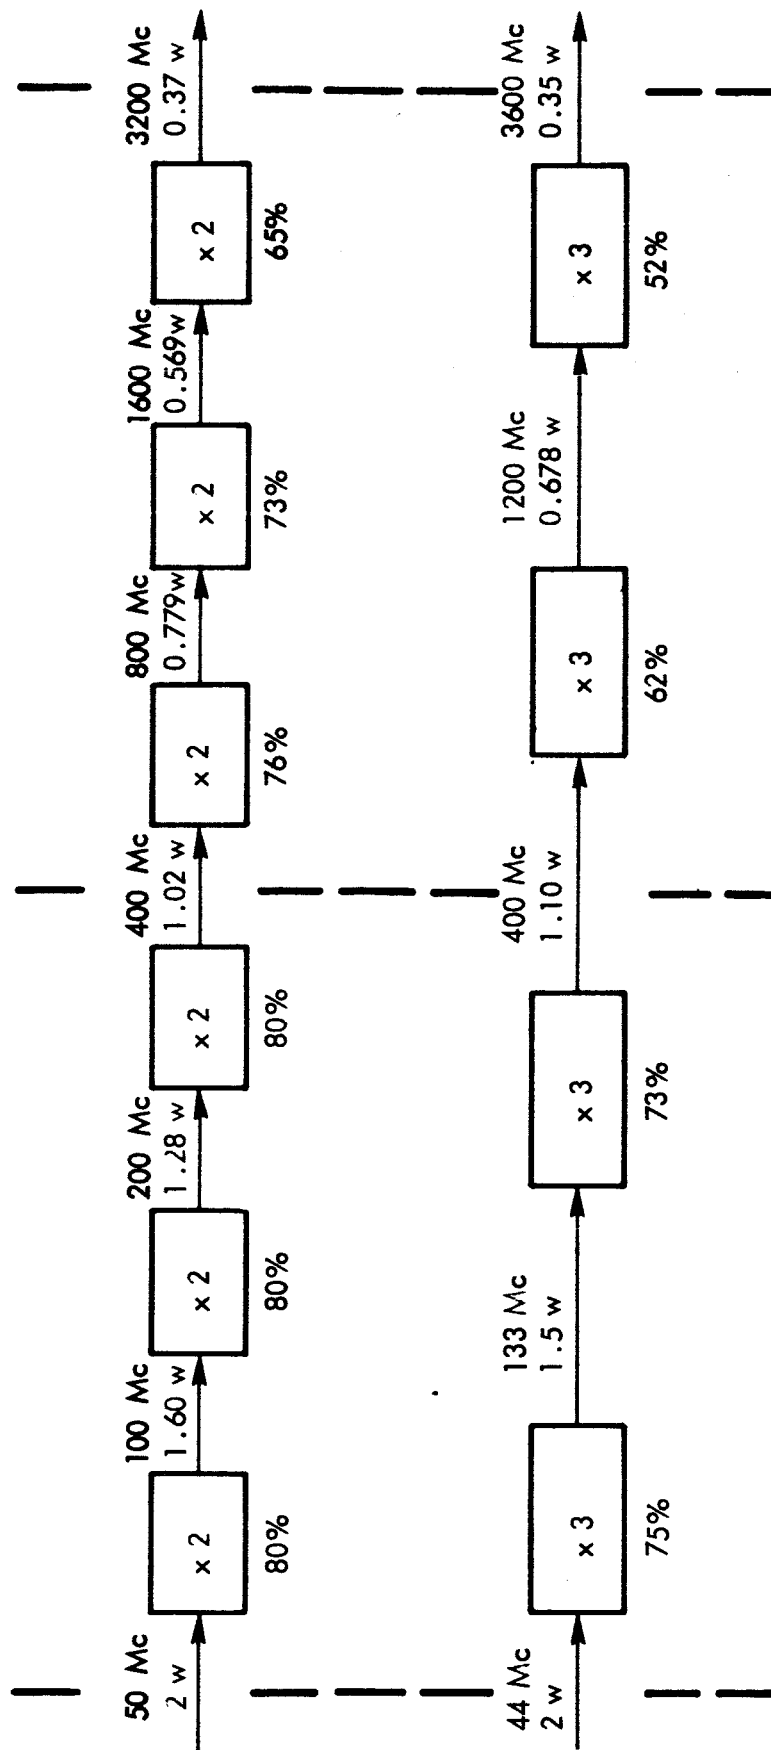 50 Mc
2 w
x 2
80%
100 Mc
1.60 w
x 2
80%
200 Mc
1.28 w
x 2
80%
400 Mc
1.02 w
x 2
76%
800 Mc
0.779w
x 2
73%
1600 Mc
0.569w
x 2
65%
3200 Mc
0.37 w
44 Mc
2 w
x 3
75%
133 Mc
1.5 w
x 3
73%
400 Mc
1.10 w
x 3
62%
1200 Mc
0.678 w
x 3
52%
3600 Mc
0.35 w